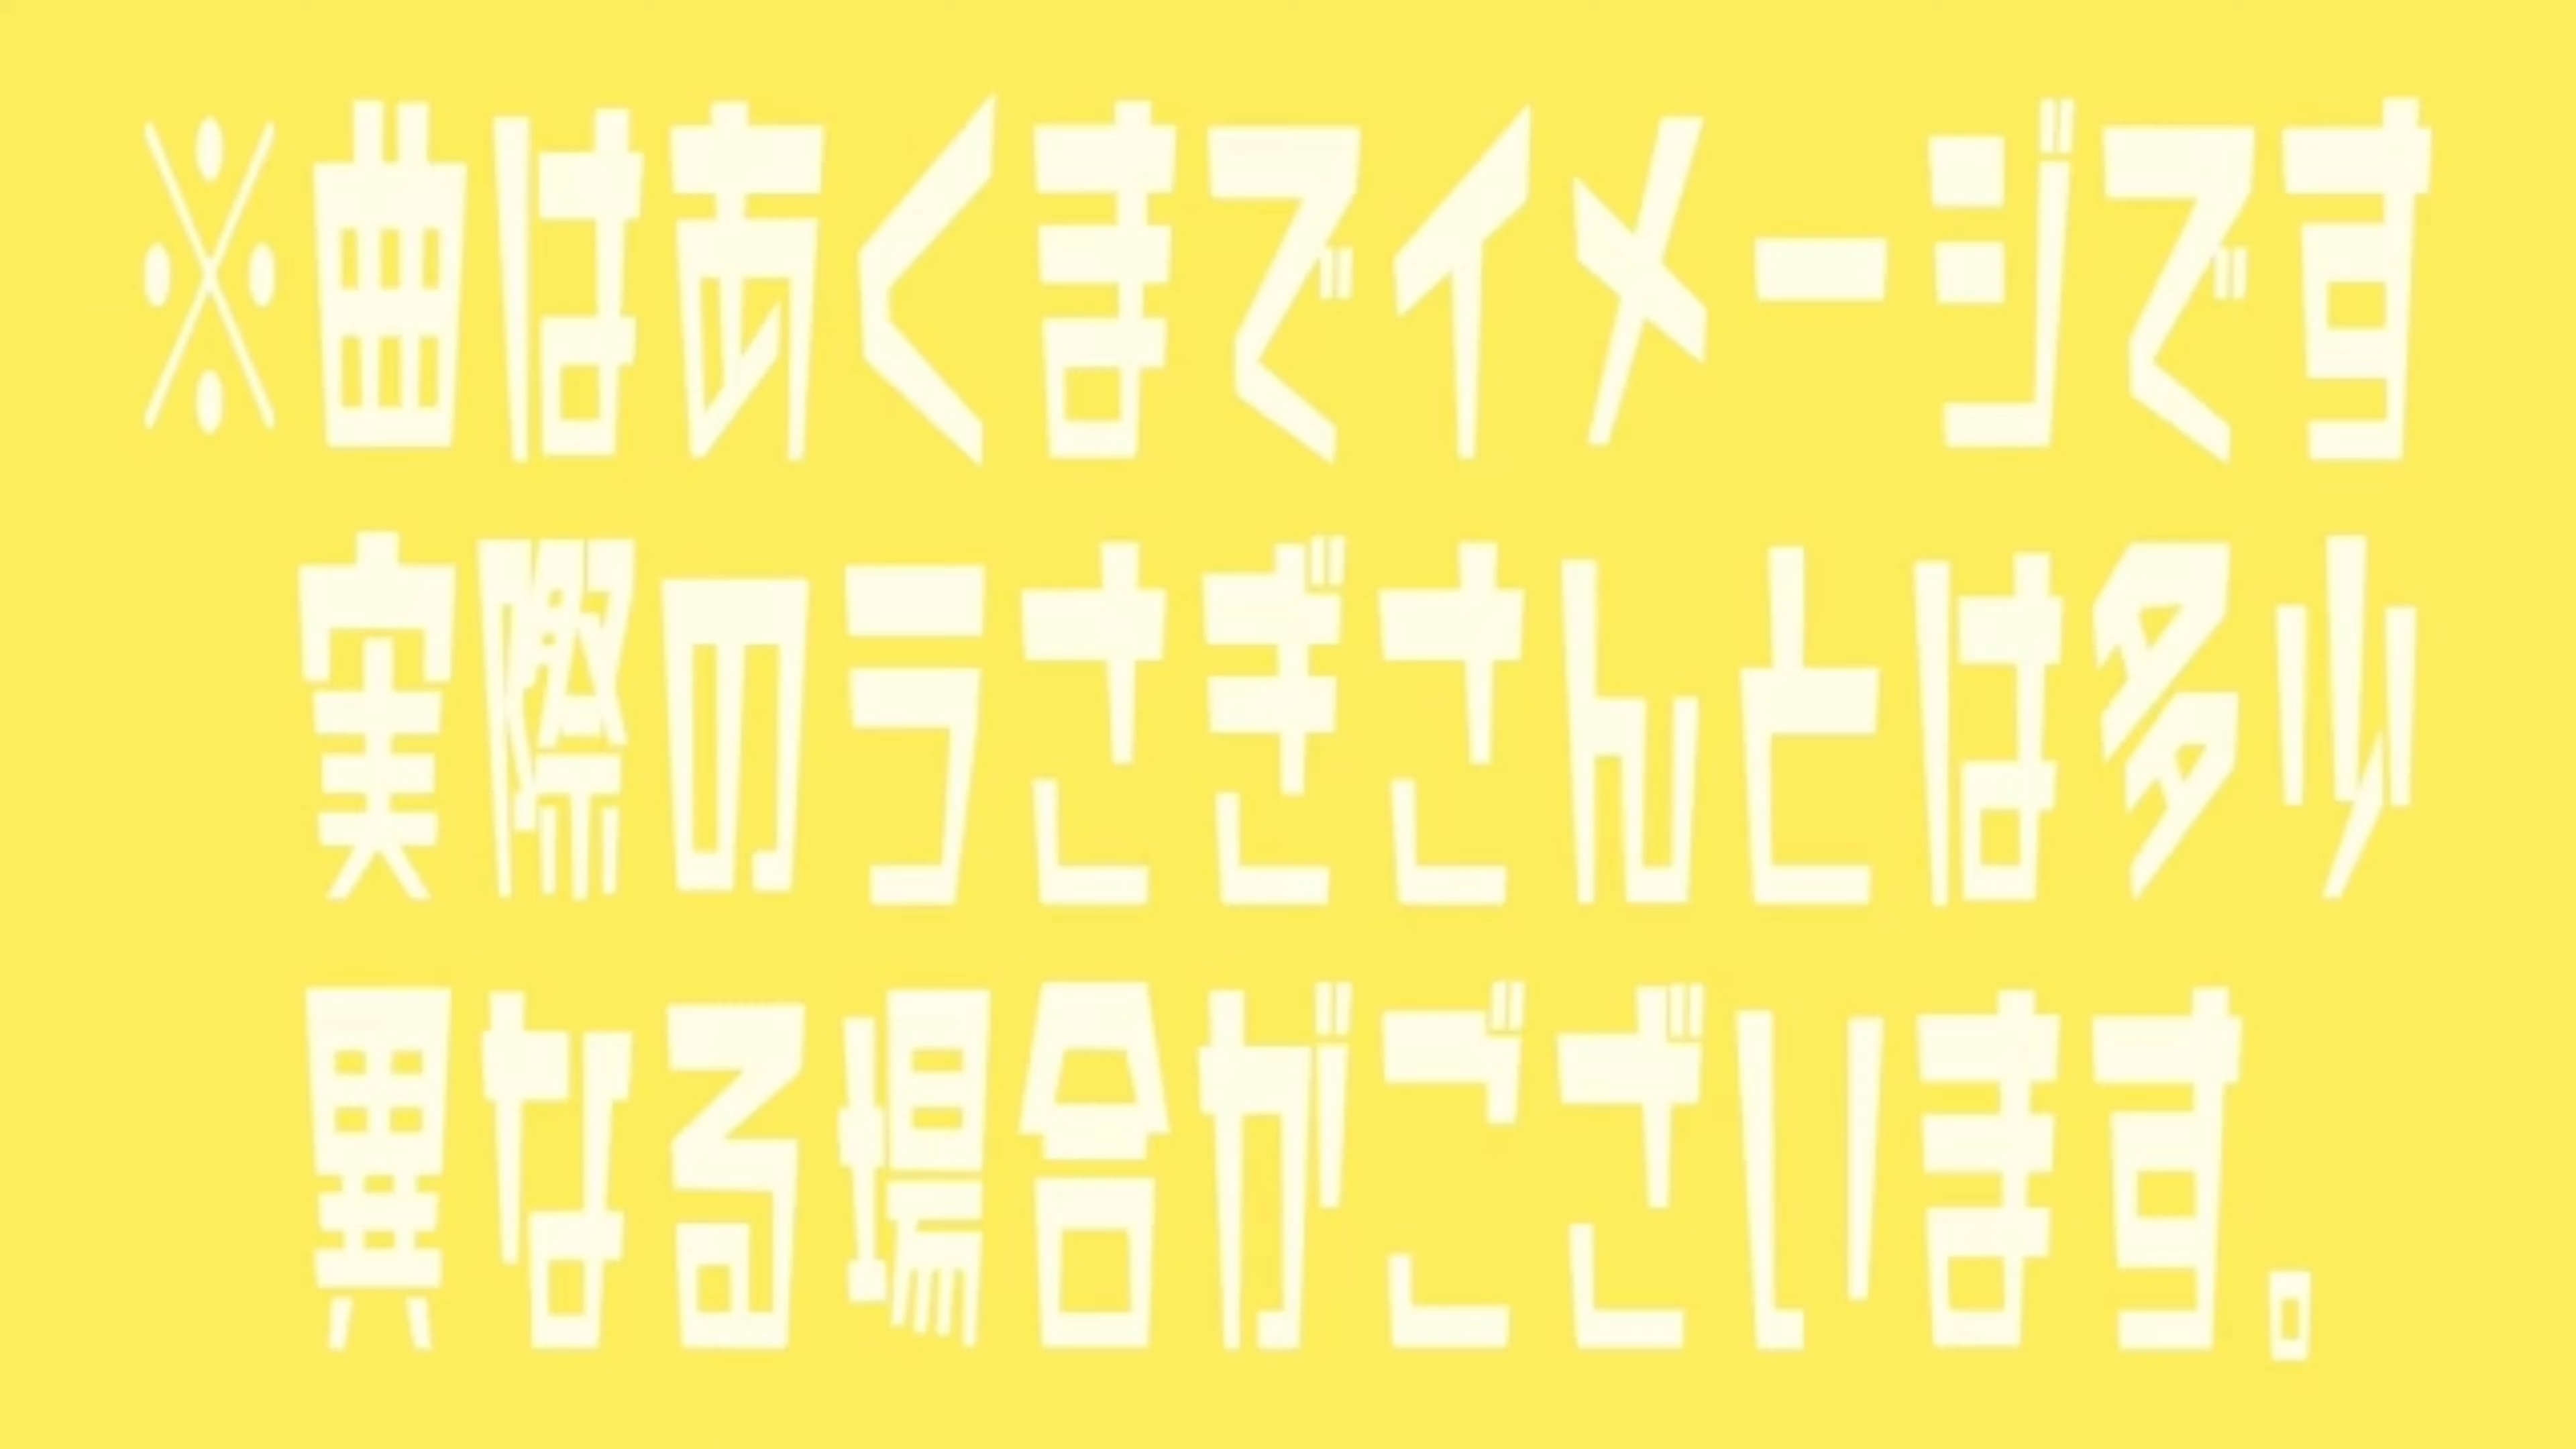 ※曲はあくまでイメージです
実際のうさぎさんとは多少
異なる場合がございます。